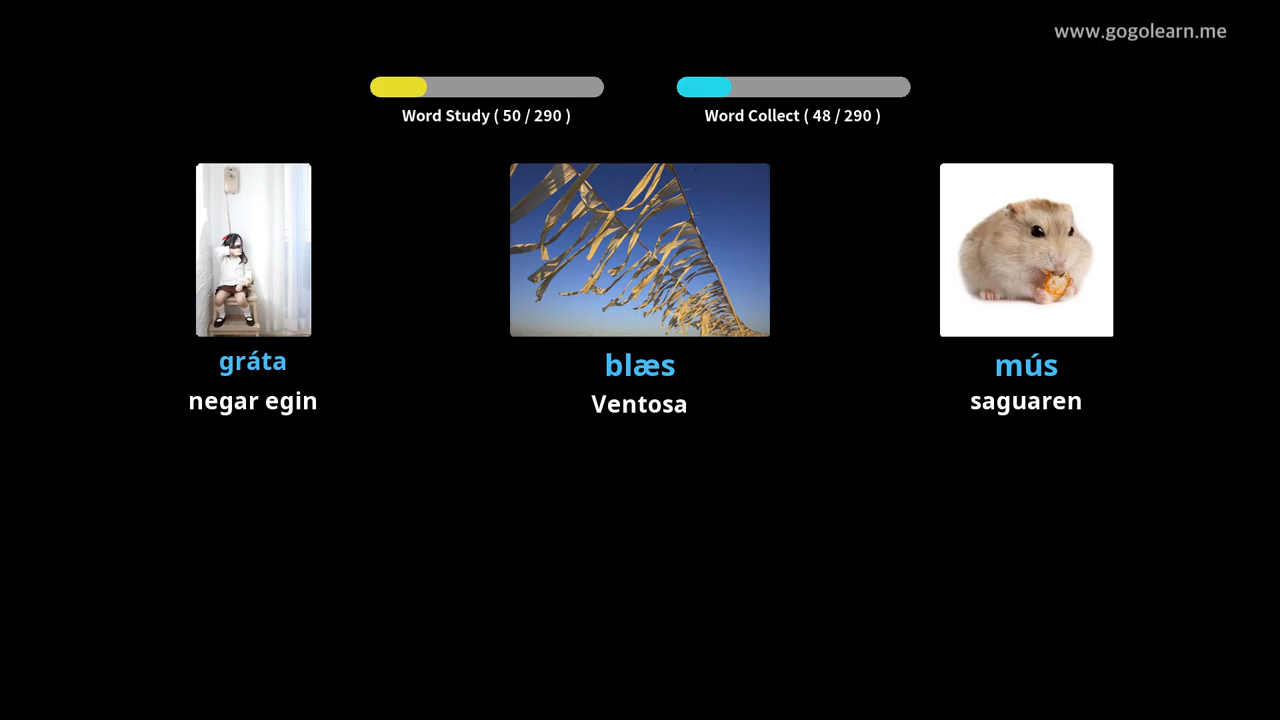 www.gogolearn.me
Word Study ( 50 / 290 )
Word Collect ( 48 / 290 )
gráta
negar egin
blæs
Ventosa
mús
saguaren